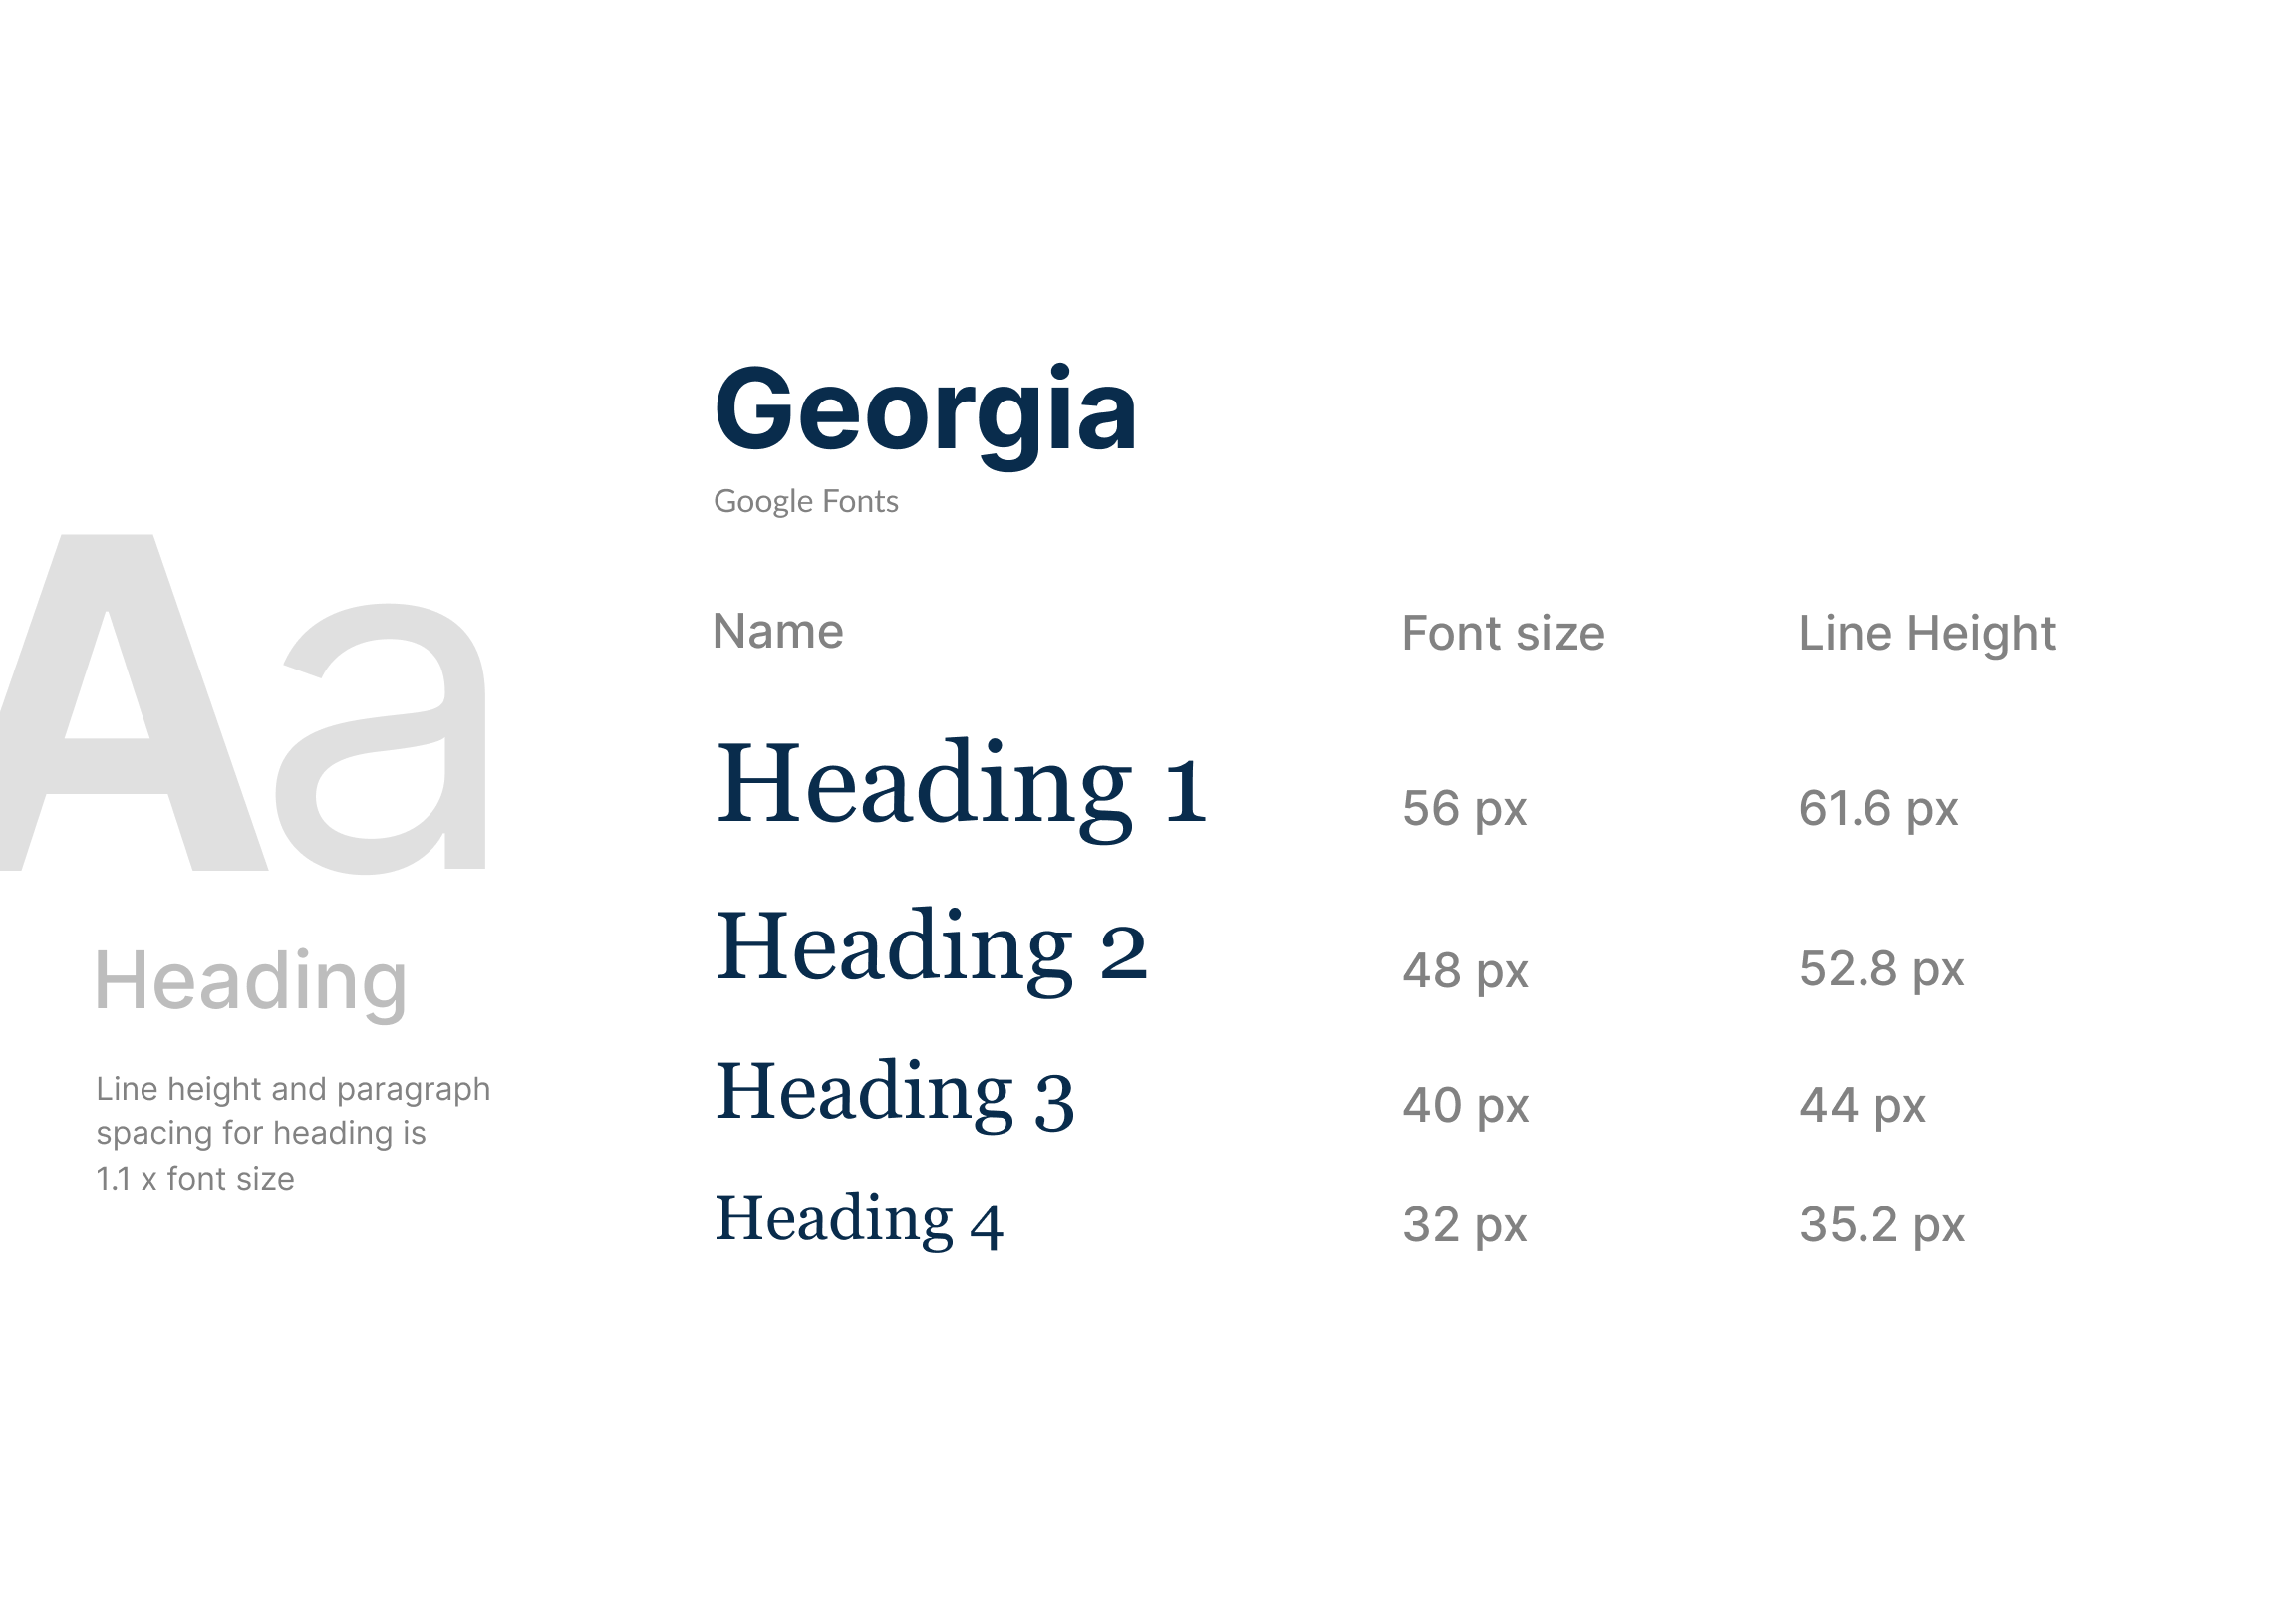 Aa
Heading
Line height and paragraph
spacing for heading is
1.1 x font size
Georgia
Google Fonts
Name Font size Line Height
Heading 1 56 px 61.6 px
Heading 2 48 px 52.8 px
Heading 3 40 px 44 px
Heading 4 32 px 35.2 px